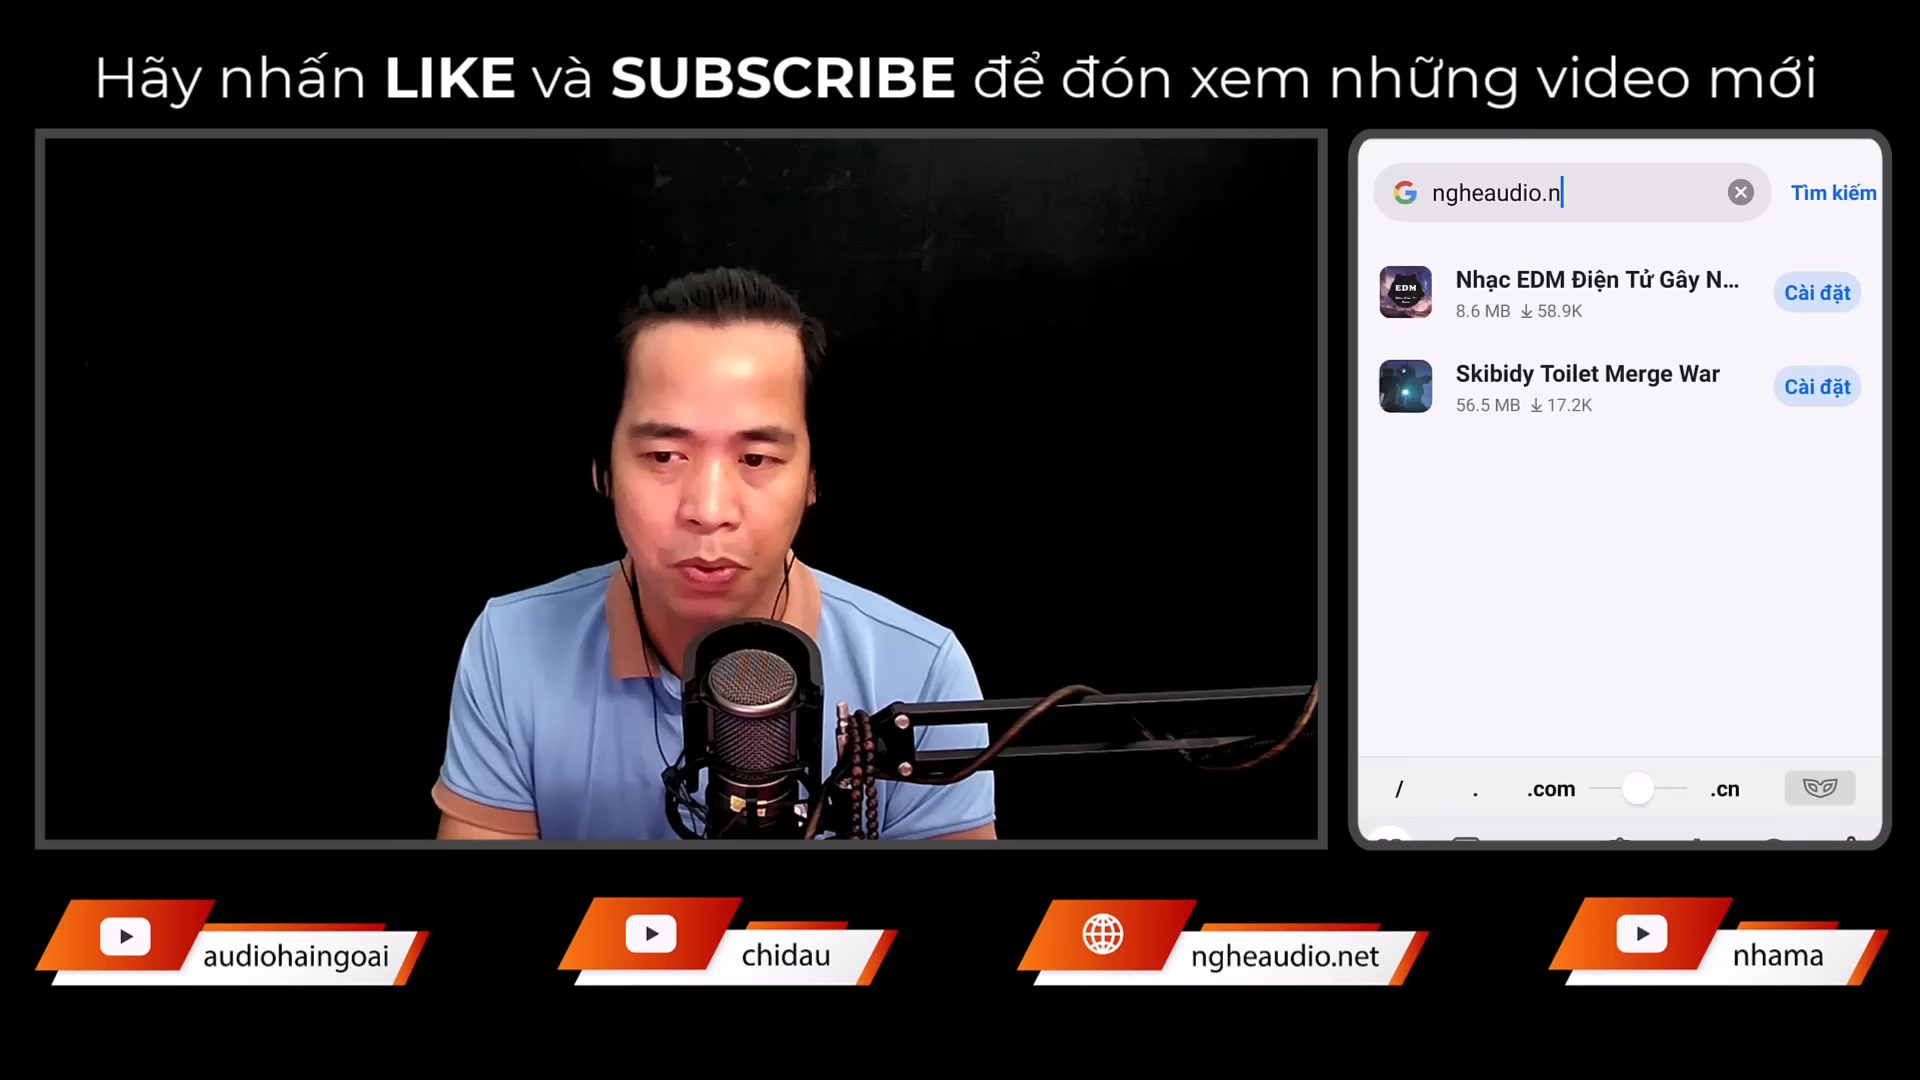 Hãy nhấn LIKE và SUBSCRIBE để đón xem những video mới
ngheaudio.n
Tìm kiếm
EDM
Nhạc EDM Điện Tử Gây N...
8.6 MB 58.9K
Cài đặt
Skibidy Toilet Merge War
56.5 MB 17.2K
Cài đặt
/ . .com .cn
audiohaingoai
chidau
ngheaudio.net
nhama